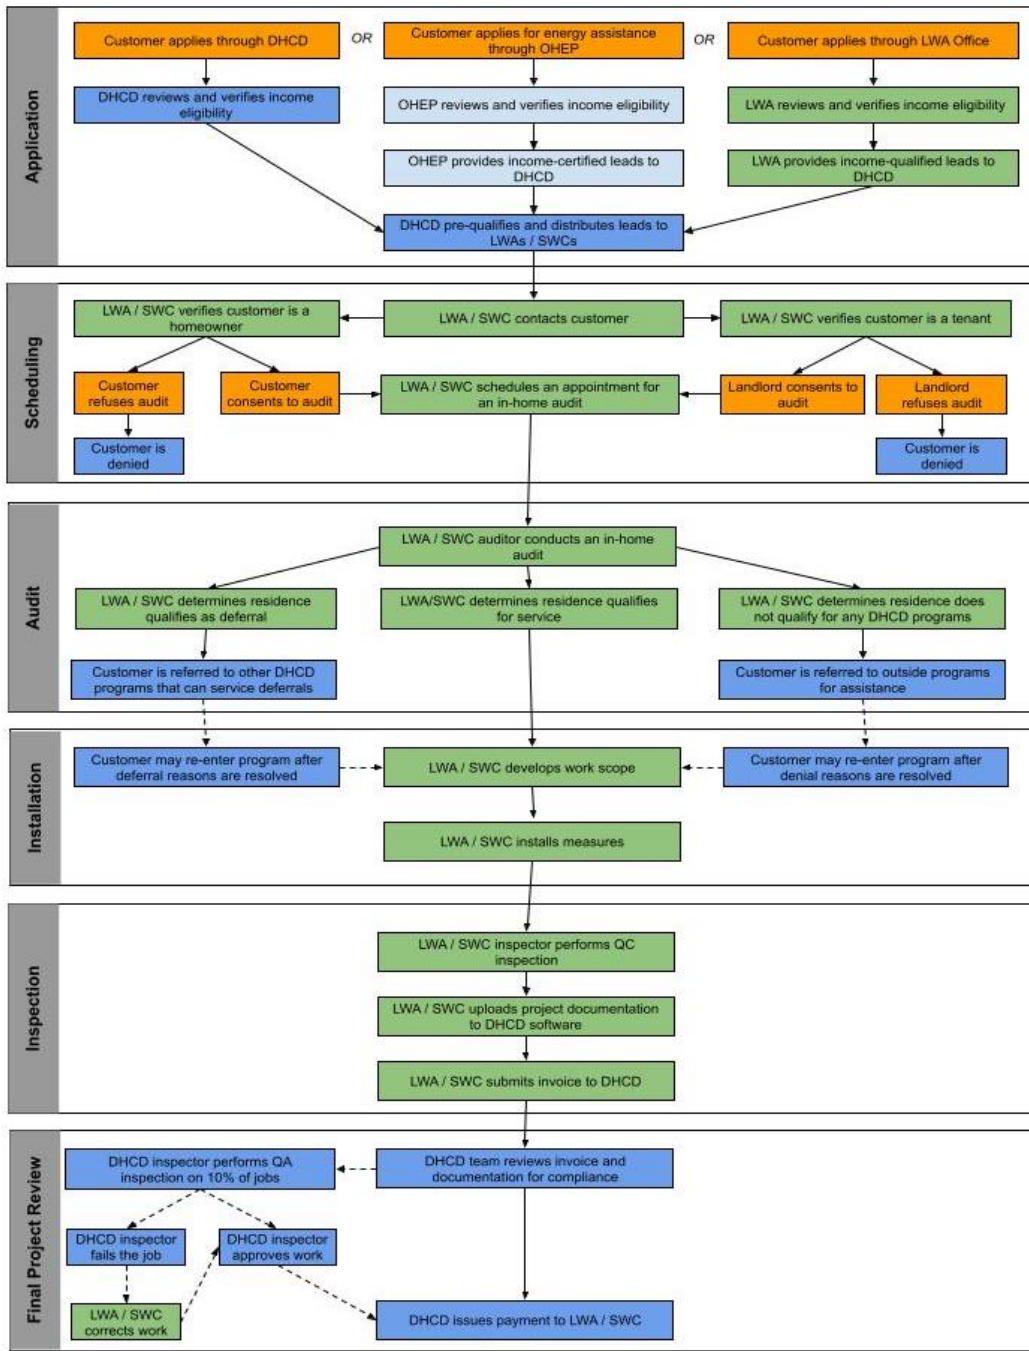 Application
Customer applies through DHCD
OR
Customer applies for energy assistance
through OHEP
OR
Customer applies through LWA Office
DHCD reviews and verifies income
eligibility
OHEP reviews and verifies income eligibility
LWA reviews and verifies income eligibility
OHEP provides income-certified leads to
DHCD
LWA provides income-qualified leads to
DHCD
DHCD pre-qualifies and distributes leads to
LWAs / SWCs
Scheduling
LWA / SWC verifies customer is a
homeowner
LWA / SWC contacts customer
LWA / SWC verifies customer is a tenant
Customer
refuses audit
Customer
consents to audit
LWA / SWC schedules an appointment for
an in-home audit
Landlord consents to
audit
Landlord
refuses audit
Customer is
denied
Customer is
denied
Audit
LWA / SWC auditor conducts an in-home
audit
LWA / SWC determines residence
qualifies as deferral
LWA/SWC determines residence qualifies
for service
LWA / SWC determines residence does
not qualify for any DHCD programs
Customer is referred to other DHCD
programs that can service deferrals
Customer is referred to outside programs
for assistance
Installation
Customer may re-enter program after
deferral reasons are resolved
LWA / SWC develops work scope
Customer may re-enter program after
denial reasons are resolved
LWA / SWC installs measures
Inspection
LWA / SWC inspector performs QC
inspection
LWA / SWC uploads project documentation
to DHCD software
LWA / SWC submits invoice to DHCD
Final Project Review
DHCD inspector performs QA
inspection on 10% of jobs
DHCD team reviews invoice and
documentation for compliance
DHCD inspector
fails the job
DHCD inspector
approves work
LWA / SWC
corrects work
DHCD issues payment to LWA / SWC